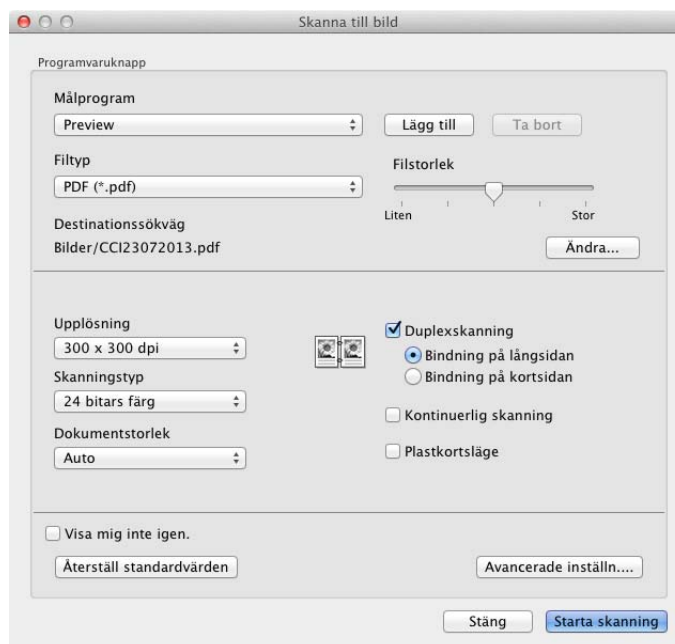 Skanna till bild
Programvaruknapp
Målprogram
Preview
Lägg till
Ta bort
Filtyp
PDF (*.pdf)
Filstorlek
Liten
Stor
Destinationssökväg
Bilder/CCI23072013.pdf
Ändra...
Upplösning
300 x 300 dpi
Skanningstyp
24 bitars färg
Dokumentstorlek
Auto
Duplexskanning
Bindning på långsidan
Bindning på kortsidan
Kontinuerlig skanning
Plastkortsläge
Visa mig inte igen.
Återställ standardvärden
Avancerade inställn....
Stäng
Starta skanning